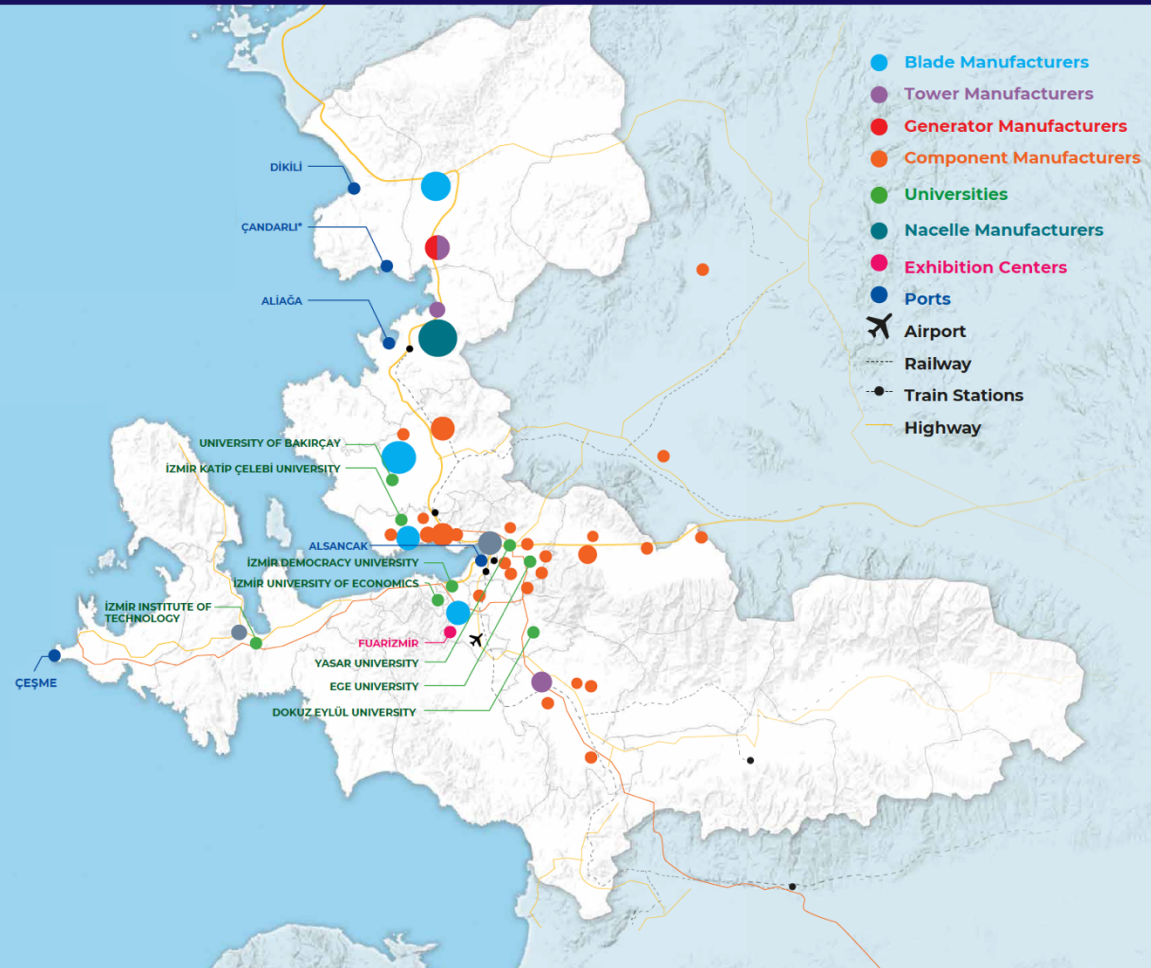 Blade Manufacturers
Tower Manufacturers
Generator Manufacturers
Component Manufacturers
Universities
Nacelle Manufacturers
Exhibition Centers
Ports
Airport
Railway
Train Stations
Highway
DİKİLİ
ÇANDARLI*
ALİAĞA
UNIVERSITY OF BAKIRÇAY
İZMİR KATİP ÇELEBİ UNIVERSITY
ALSANCAK
İZMİR DEMOCRACY UNIVERSITY
İZMİR UNIVERSITY OF ECONOMICS
İZMİR INSTITUTE OF
TECHNOLOGY
FUARİZMİR
YASAR UNIVERSITY
ÇEŞME
EGE UNIVERSITY
DOKUZ EYLÜL UNIVERSITY